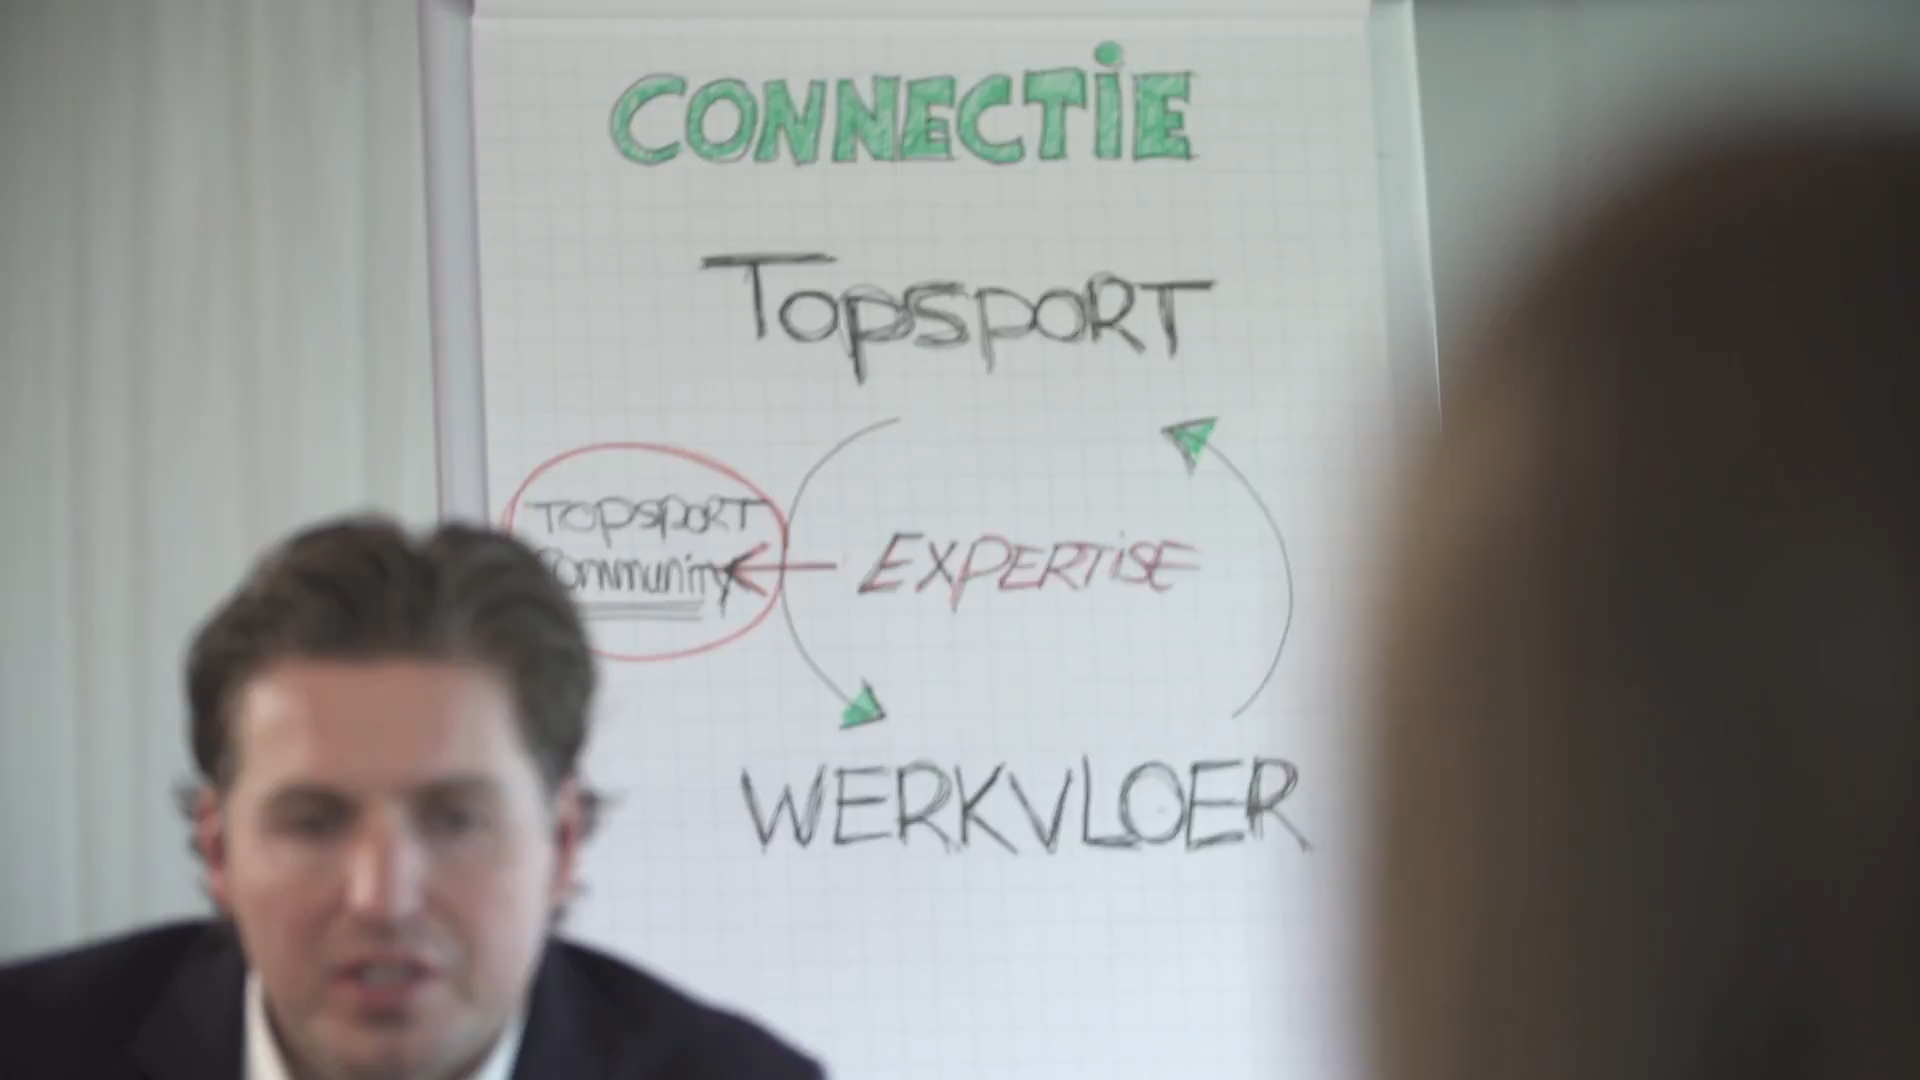 CONNECTiE
TOPSPORT
TOPSPORT
Community
EXPERTiSE
WERKVLOER